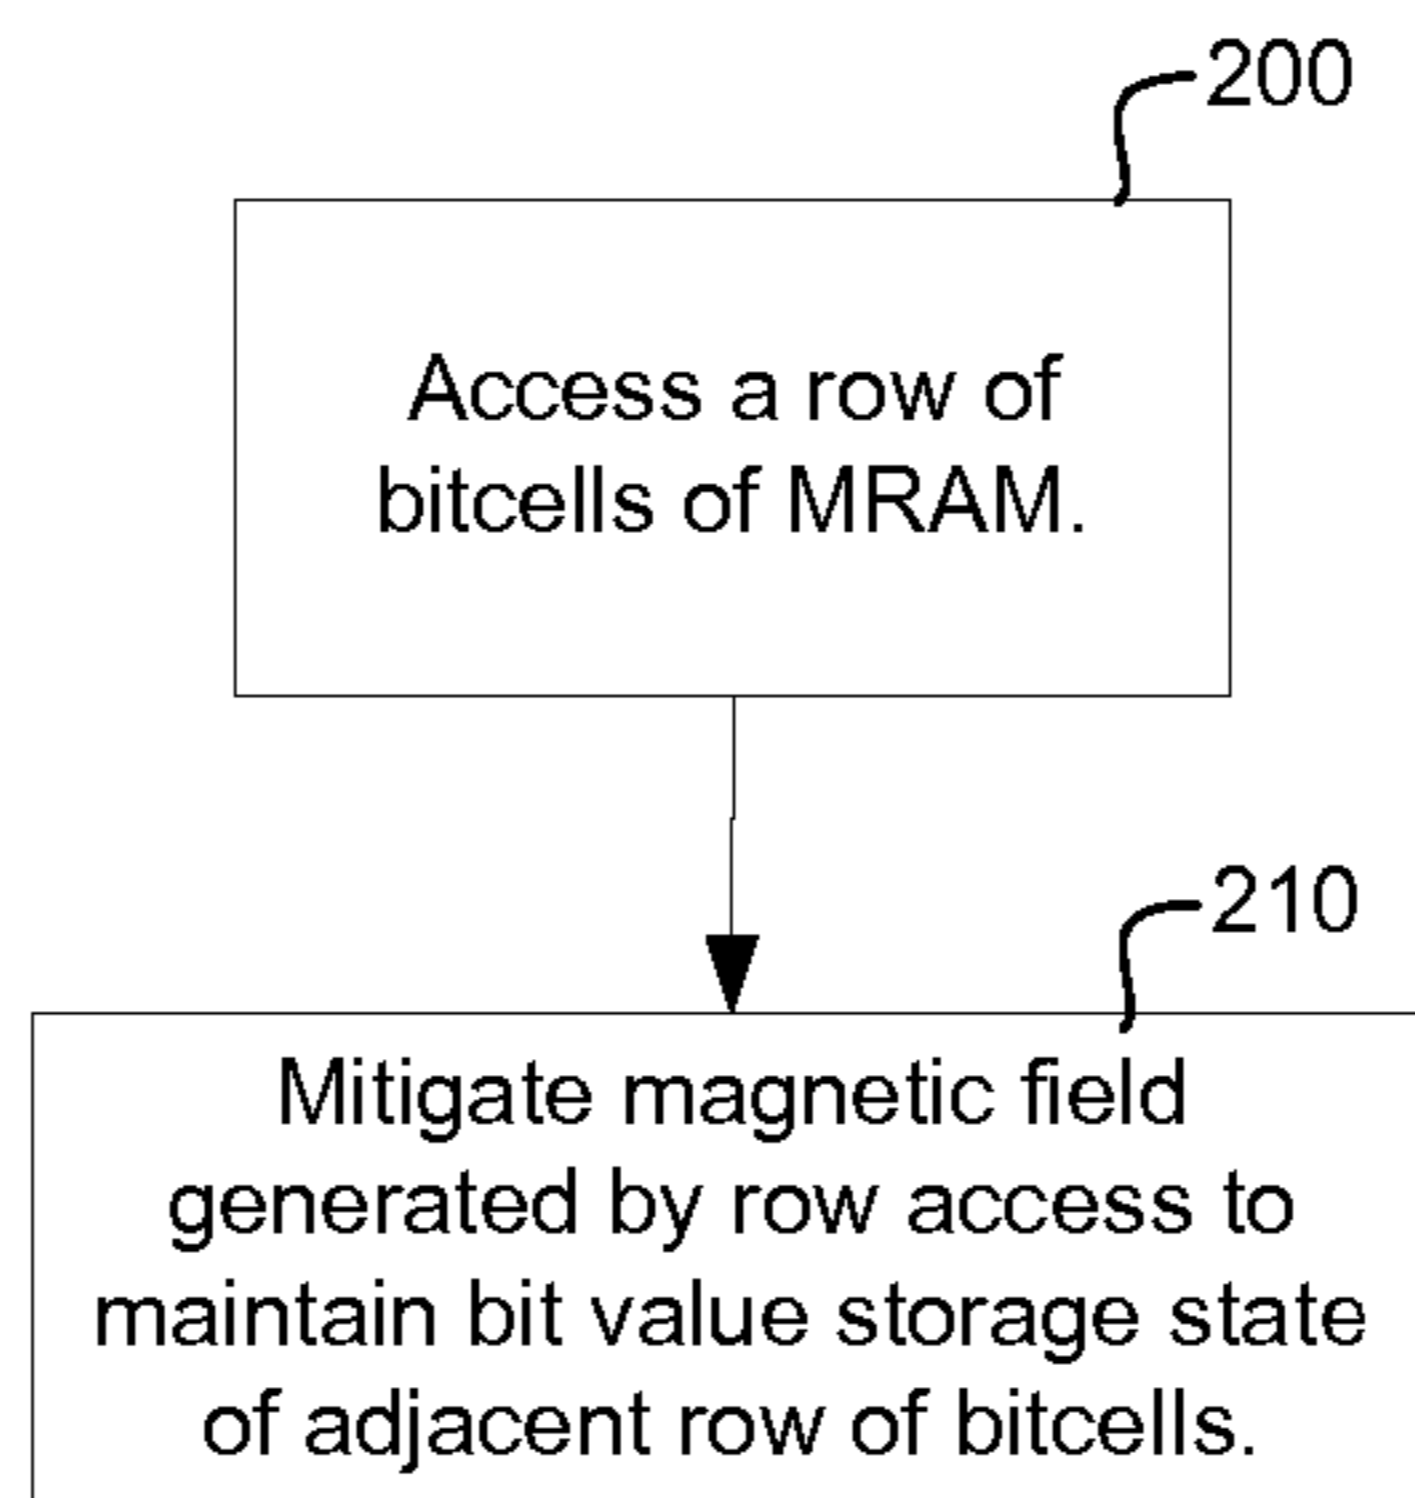 200
Access a row of
bitcells of MRAM.
210
Mitigate magnetic field
generated by row access to
maintain bit value storage state
of adjacent row of bitcells.